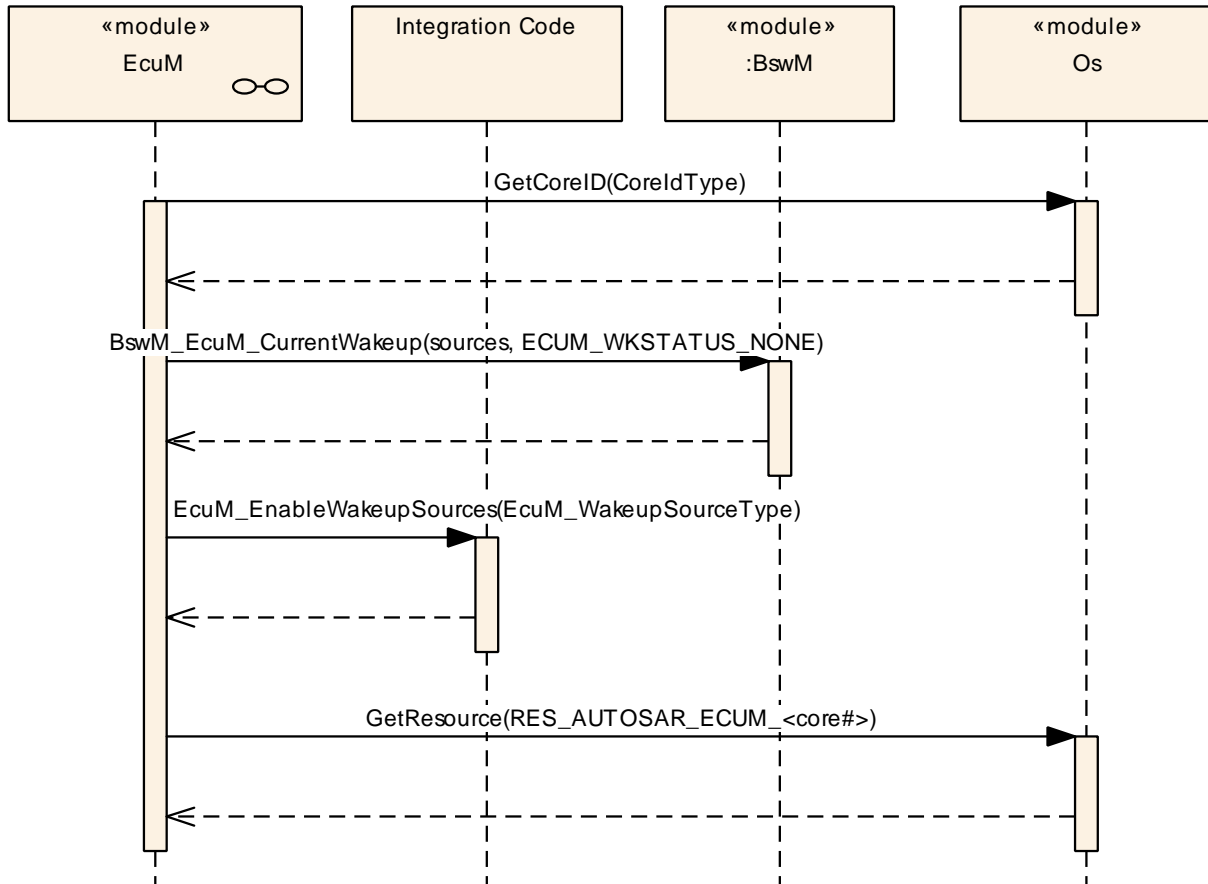 «module»
EcuM
Integration Code
«module»
:BswM
«module»
Os
GetCoreID(CoreIdType)
BswM_EcuM_CurrentWakeup(sources, ECUM_WKSTATUS_NONE)
EcuM_EnableWakeupSources(EcuM_WakeupSourceType)
GetResource(RES_AUTOSAR_ECUM_<core#>)